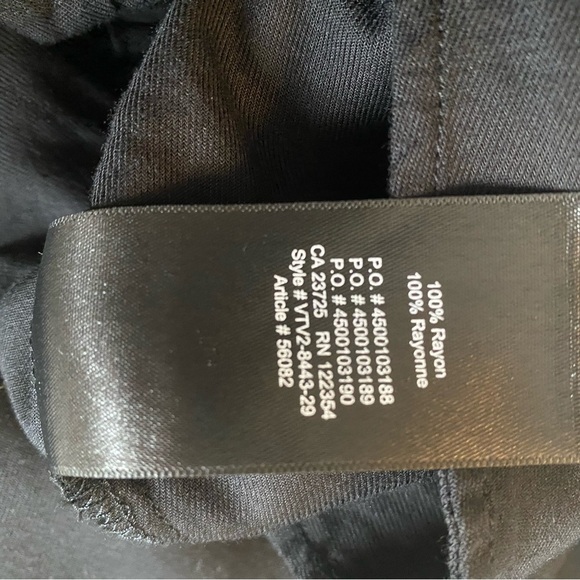 100% Rayon
100% Rayonne
P.O. #4500103188
P.O. #4500103189
P.O. #4500103190
CA 23725 RN 122354
Style# VTV2-8443-29
Article # 56082